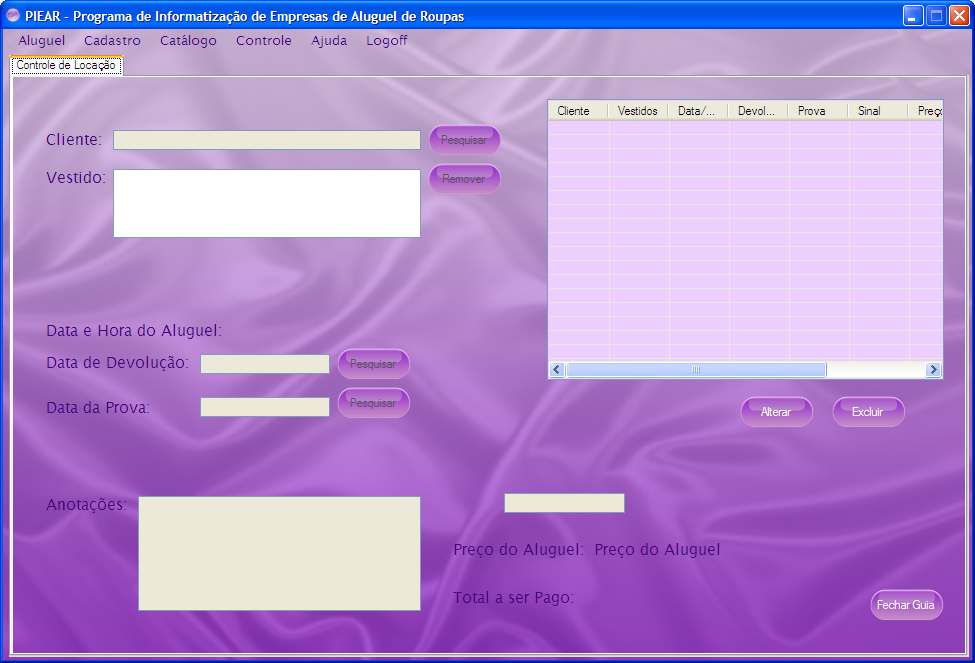 PIEAR - Programa de Informatização de Empresas de Aluguel de Roupas
Aluguel Cadastro Catálogo Controle Ajuda Logoff
Controle de Locação
Cliente: Pesquisar
Vestido: Remover
Cliente Vestidos Data/... Devol... Prova Sinal Preço
Data e Hora do Aluguel:
Data de Devolução: Pesquisar
Data da Prova: Pesquisar
Alterar Excluir
Anotações:
Preço do Aluguel: Preço do Aluguel
Total a ser Pago:
Fechar Guia